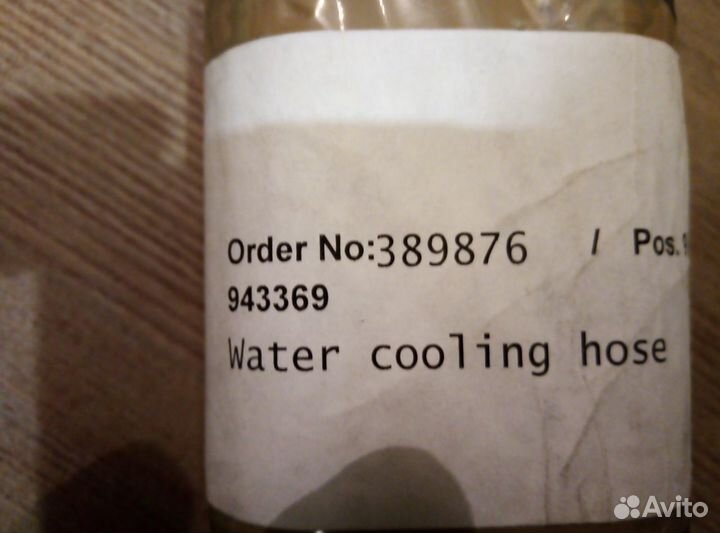 Order No:389876 / Pos.
943369
Water cooling hose
Avito